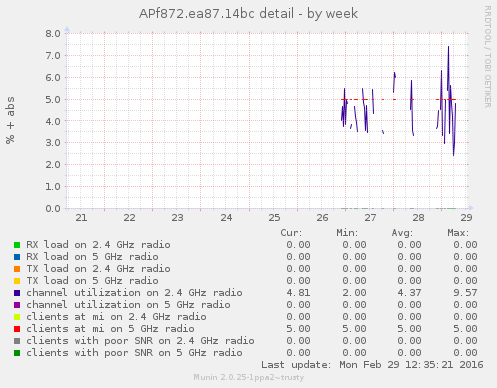 APf872.ea87.14bc detail - by week
RRDTOOL / TOBI OETIKER
% + abs
8.0
7.0
6.0
5.0
4.0
3.0
2.0
1.0
0.0
21 22 23 24 25 26 27 28 29
Cur: Min: Avg: Max:
RX load on 2.4 GHz radio 0.00 0.00 0.00 0.00
RX load on 5 GHz radio 0.00 0.00 0.00 0.00
TX load on 2.4 GHz radio 0.00 0.00 0.00 0.00
TX load on 5 GHz radio 0.00 0.00 0.00 0.00
channel utilization on 2.4 GHz radio 4.81 2.00 4.37 9.57
channel utilization on 5 GHz radio 0.00 0.00 0.00 0.00
clients at mi on 2.4 GHz radio 0.00 0.00 0.00 0.00
clients at mi on 5 GHz radio 5.00 5.00 5.00 5.00
clients with poor SNR on 2.4 GHz radio 0.00 0.00 0.00 0.00
clients with poor SNR on 5 GHz radio 0.00 0.00 0.00 0.00
Last update: Mon Feb 29 12:35:21 2016
Munin 2.0.25-1ppa2~trusty